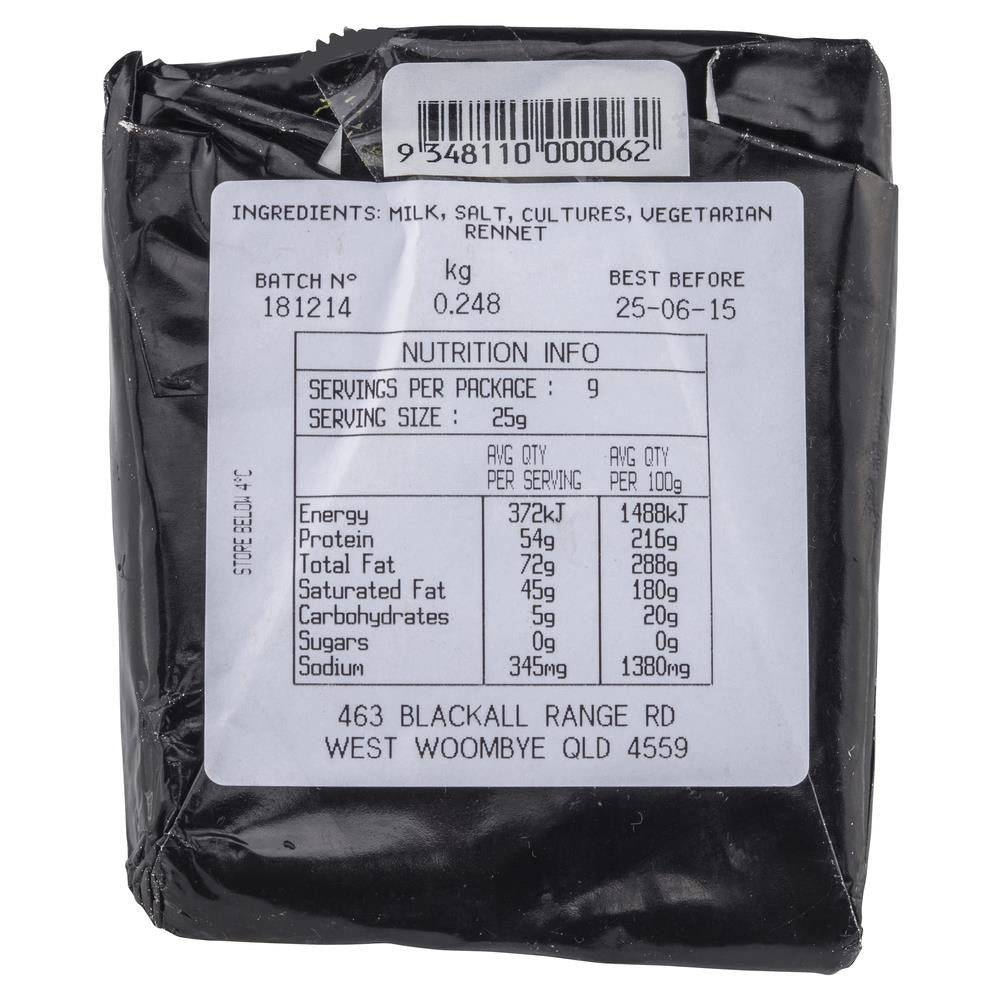 9 348110 000062
INGREDIENTS: MILK, SALT, CULTURES, VEGETARIAN
RENNET
BATCH Nº kg BEST BEFORE
181214 0.248 25-06-15
NUTRITION INFO
SERVINGS PER PACKAGE : 9
SERVING SIZE : 25g
AVG QTY AVG QTY
PER SERVING PER 100g
Energy 372kJ 1488kJ
Protein 54g 216g
Total Fat 72g 288g
Saturated Fat 45g 180g
Carbohydrates 5g 20g
Sugars 0g 0g
Sodium 345mg 1380mg
STORE BELOW 4°C
463 BLACKALL RANGE RD
WEST WOOMBYE QLD 4559